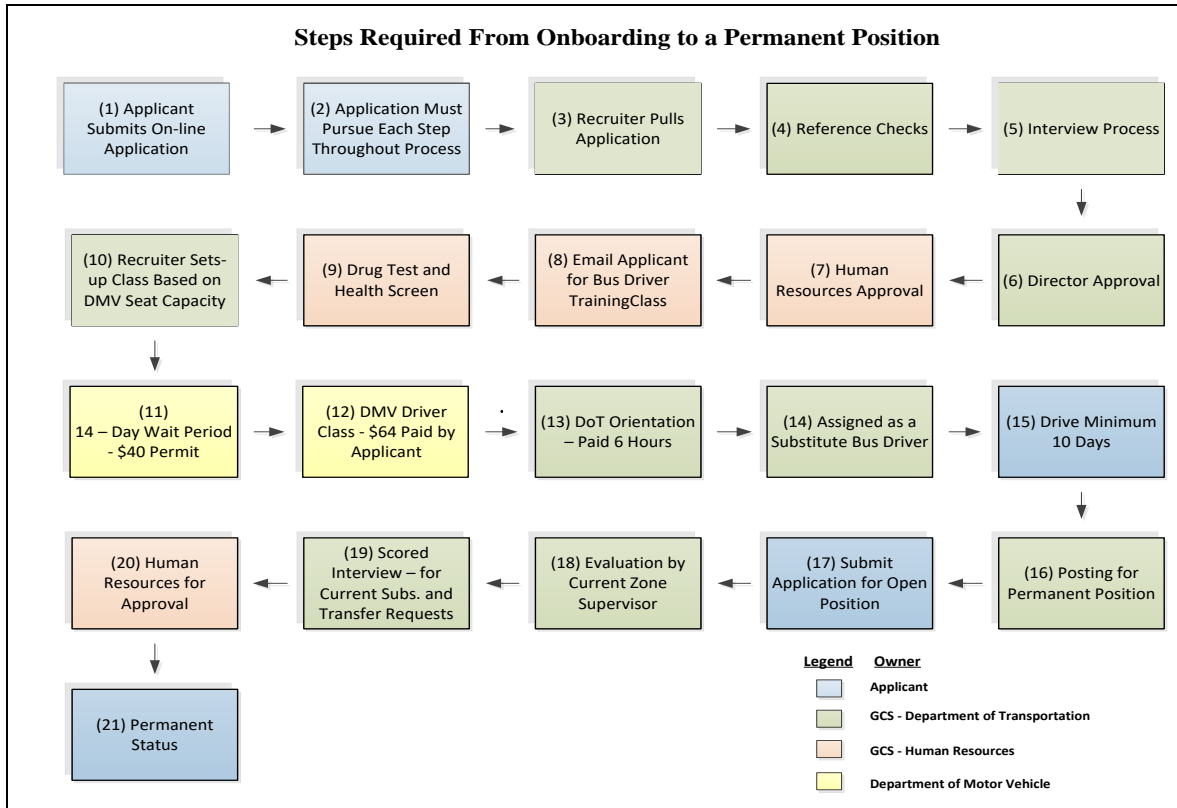 Steps Required From Onboarding to a Permanent Position
(1) Applicant
Submits On-line
Application
(2) Application Must
Pursue Each Step
Throughout Process
(3) Recruiter Pulls
Application
(4) Reference Checks
(5) Interview Process
(10) Recruiter Sets-
up Class Based on
DMV Seat Capacity
(9) Drug Test and
Health Screen
(8) Email Applicant
for Bus Driver
TrainingClass
(7) Human
Resources Approval
(6) Director Approval
(11)
14 – Day Wait Period
- $40 Permit
(12) DMV Driver
Class - $64 Paid by
Applicant
(13) DoT Orientation
– Paid 6 Hours
(14) Assigned as a
Substitute Bus Driver
(15) Drive Minimum
10 Days
(20) Human
Resources for
Approval
(19) Scored
Interview – for
Current Subs. and
Transfer Requests
(18) Evaluation by
Current Zone
Supervisor
(17) Submit
Application for Open
Position
(16) Posting for
Permanent Position
(21) Permanent
Status
Legend Owner
Applicant
GCS - Department of Transportation
GCS - Human Resources
Department of Motor Vehicle